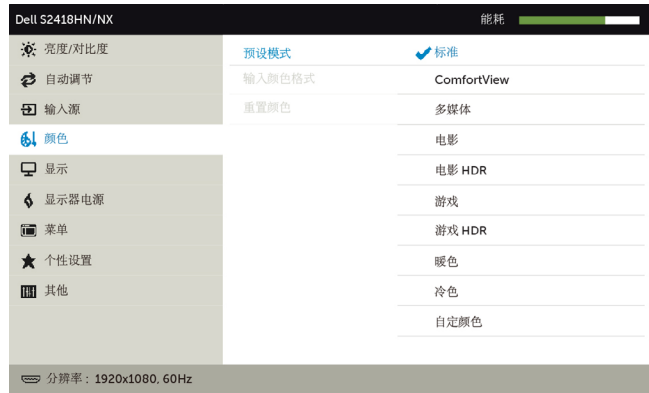 Dell S2418HN/NX 能耗
亮度/对比度 预设模式 标准
自动调节 输入颜色格式 ComfortView
输入源 重置颜色 多媒体
颜色 电影
显示 电影 HDR
显示器电源 游戏
菜单 游戏 HDR
个性设置 暖色
其他 冷色
自定颜色
分辨率 : 1920x1080, 60Hz